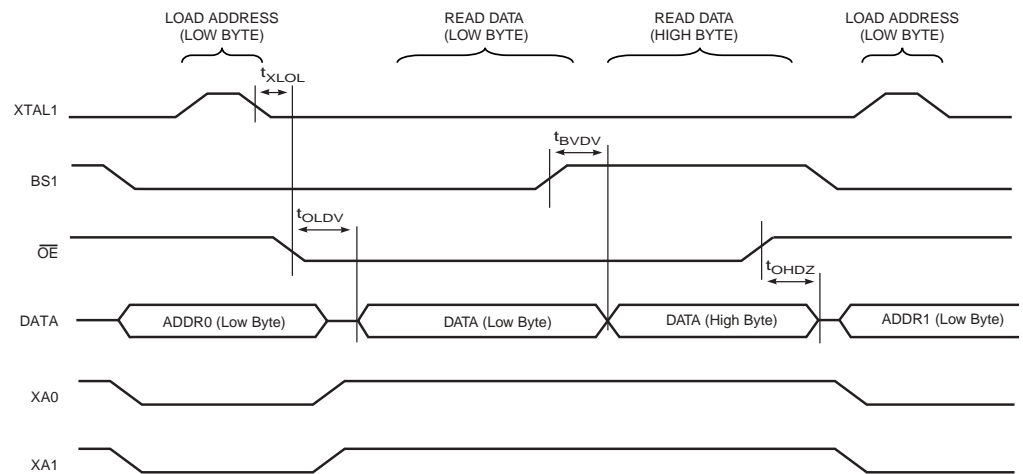 LOAD ADDRESS
(LOW BYTE)
READ DATA
(LOW BYTE)
READ DATA
(HIGH BYTE)
LOAD ADDRESS
(LOW BYTE)
tXLOL
XTAL1
tBVDV
BS1
tOLDV
OE
tOHDZ
DATA
ADDR0 (Low Byte)
DATA (Low Byte)
DATA (High Byte)
ADDR1 (Low Byte)
XA0
XA1